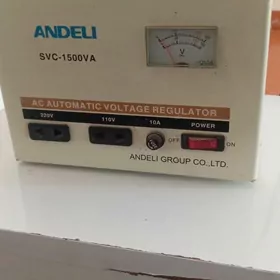 ANDELI
SVC-1500VA
V
AC AUTOMATIC VOLTAGE REGULATOR
220V 110V 10A POWER
OFF ON
ANDELI GROUP CO.,LTD.